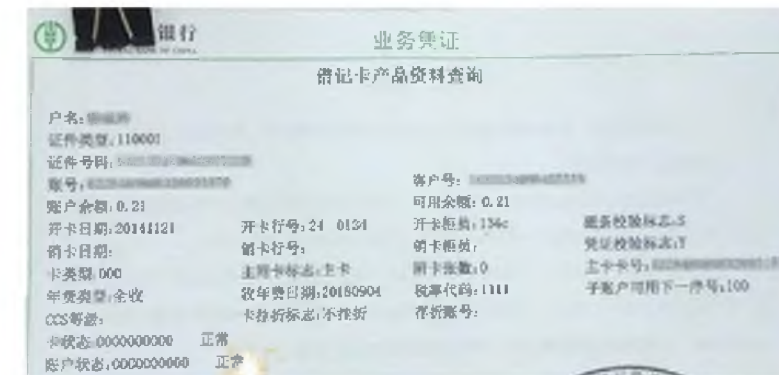 银行
业务凭证
借记卡产品资料查询
户名:
证件类型:110001
证件号码:
账号: 客户号:
账户余额:0.21 可用余额:0.21
开卡日期:20141121 开卡行号:24 0134 开卡柜员:134c 磁条校验标志:S
销卡日期: 销卡行号: 销卡柜员: 凭证校验标志:Y
卡类型:000 主附卡标志:主卡 附卡张数:0 主卡卡号:
年费类型:全收 收年费日期:20180904 税率代码:1111 子账户可用下一序号:100
CCS等级: 卡挂折标志:不挂折 存折账号:
卡状态:0000000000 正常
账户状态:0000000000 正常